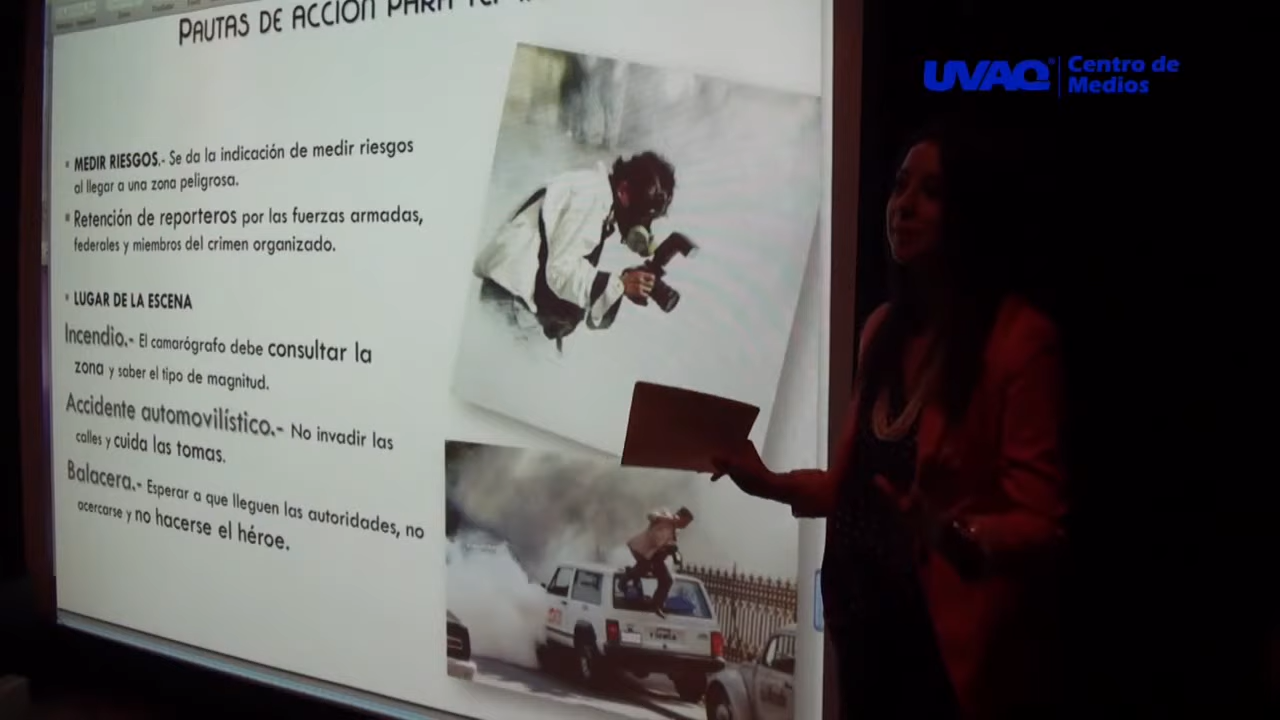 PAUTAS DE ACCIÓN PARA
UVAQ
Centro de
Medios
MEDIR RIESGOS.- Se da la indicación de medir riesgos
al llegar a una zona peligrosa.
Retención de reporteros por las fuerzas armadas,
federales y miembros del crimen organizado.
LUGAR DE LA ESCENA
Incendio.- El camarógrafo debe consultar la
zona y saber el tipo de magnitud.
Accidente automovilístico.- No invadir las
calles y cuida las tomas.
Balacera.- Esperar a que lleguen las autoridades, no
acercarse y no hacerse el héroe.